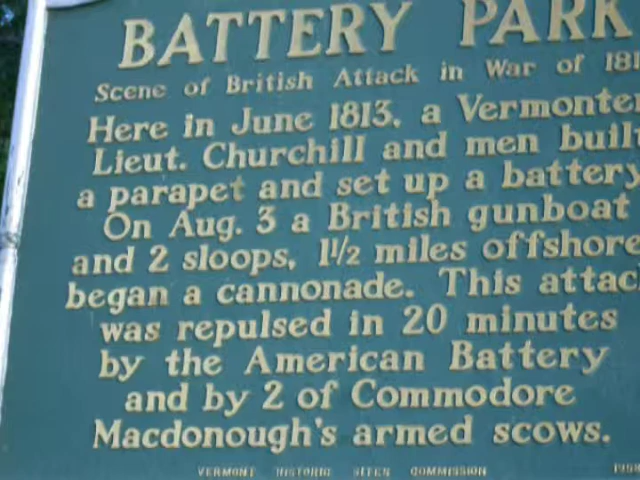 BATTERY PARK
Scene of British Attack in War of 181
Here in June 1813, a Vermonter
Lieut. Churchill and men built
a parapet and set up a battery
On Aug. 3 a British gunboat
and 2 sloops, 1½ miles offshore
began a cannonade. This attac
was repulsed in 20 minutes
by the American Battery
and by 2 of Commodore
Macdonough's armed scows.
VERMONT HISTORIC SITES COMMISSION